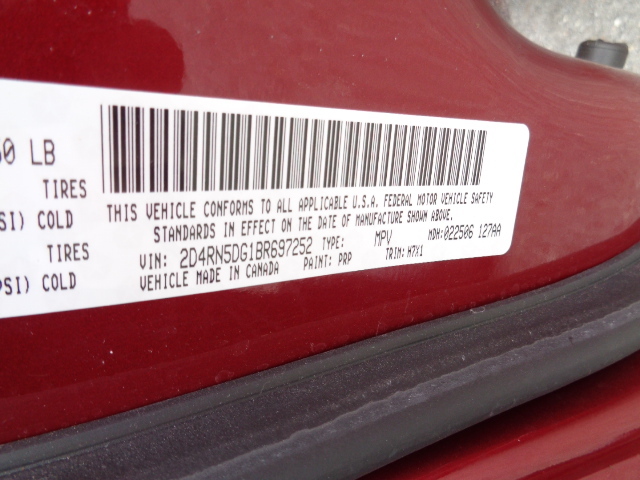 60 LB
TIRES
SI) COLD
TIRES
PSI) COLD
THIS VEHICLE CONFORMS TO ALL APPLICABLE U.S.A. FEDERAL MOTOR VEHICLE SAFETY
STANDARDS IN EFFECT ON THE DATE OF MANUFACTURE SHOWN ABOVE.
VIN: 2D4RN5DG1BR697252 TYPE: MPV MDH:022506 127AA
VEHICLE MADE IN CANADA PAINT: PRP TRIM: H7X1